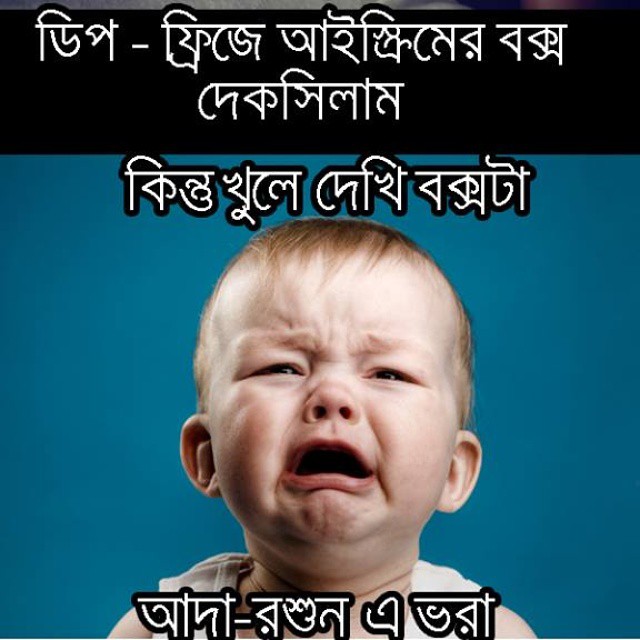 ডিপ - ফ্রিজে আইস্ক্রিমের বক্স
দেকসিলাম
কিন্তু খুলে দেখি বক্সটা
আদা-রশুন এ ভরা